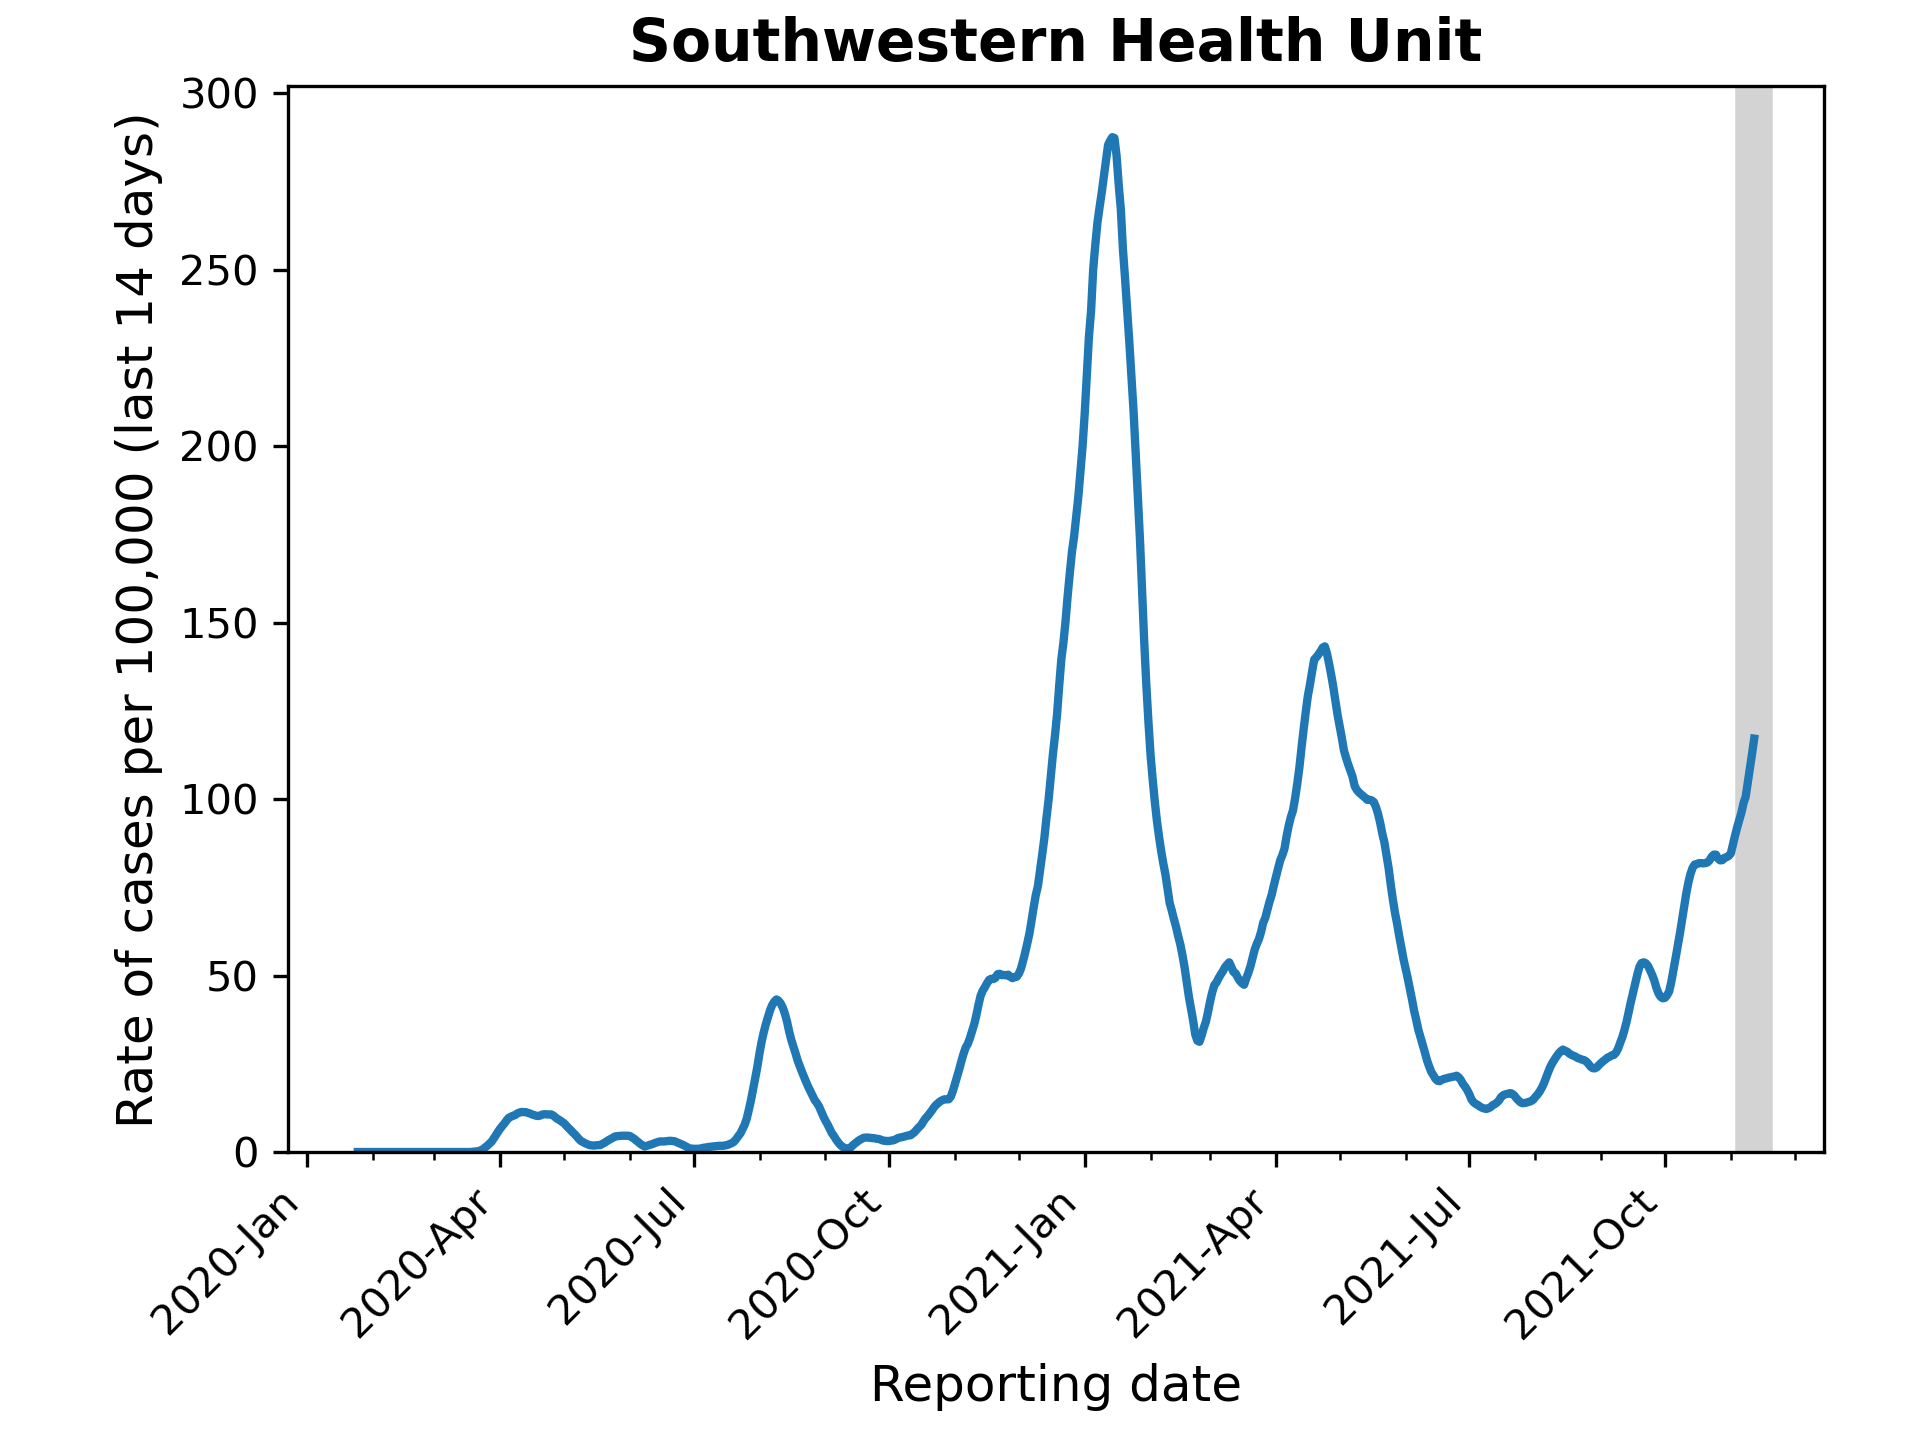 Southwestern Health Unit
Rate of cases per 100,000 (last 14 days)
300
250
200
150
100
50
0
2020-Jan
2020-Apr
2020-Jul
2020-Oct
2021-Jan
2021-Apr
2021-Jul
2021-Oct
Reporting date